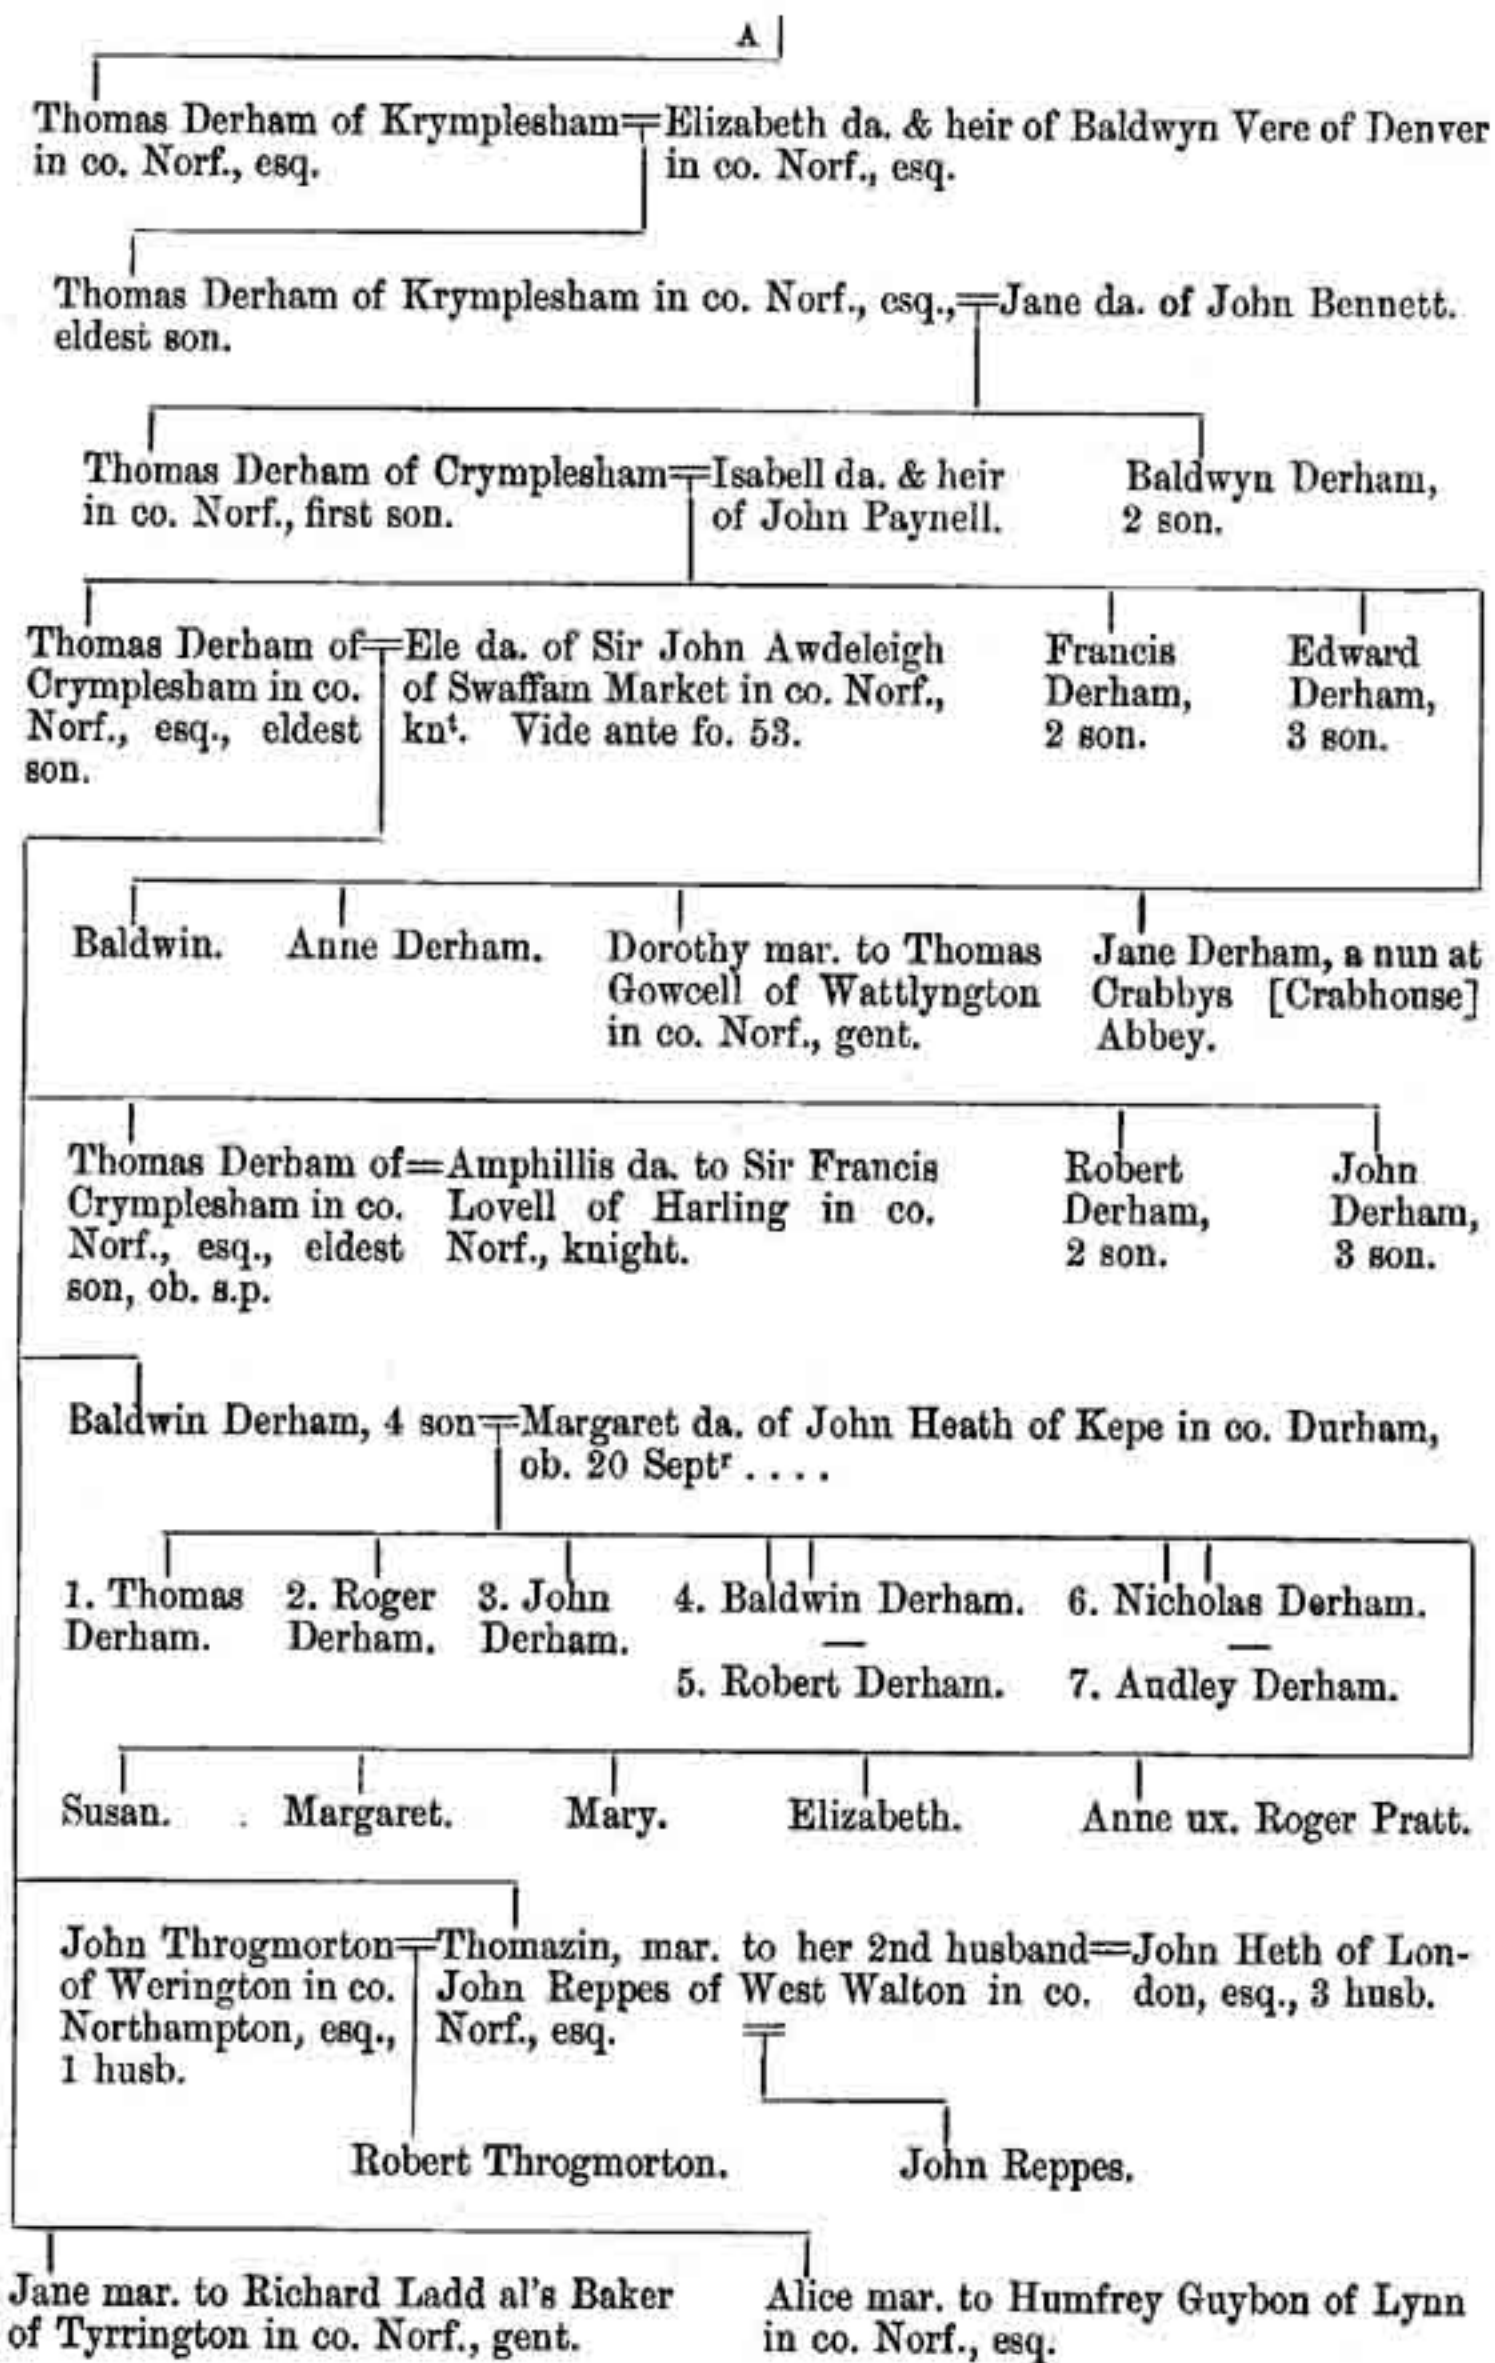 A
Thomas Derham of Krymplesham=Elizabeth da. & heir of Baldwyn Vere of Denver
in co. Norf., esq. in co. Norf., esq.
Thomas Derham of Krymplesham in co. Norf., esq.,=Jane da. of John Bennett.
eldest son.
Thomas Derham of Crymplesham=Isabell da. & heir Baldwyn Derham,
in co. Norf., first son. of John Paynell. 2 son.
Thomas Derham of=Ele da. of Sir John Awdeleigh Francis Edward
Crymplesham in co. of Swaffam Market in co. Norf., Derham, Derham,
Norf., esq., eldest knᵗ. Vide ante fo. 53. 2 son. 3 son.
son.
Baldwin. Anne Derham. Dorothy mar. to Thomas Jane Derham, a nun at
Gowcell of Wattlyngton Crabbys [Crabhouse]
in co. Norf., gent. Abbey.
Thomas Derham of=Amphillis da. to Sir Francis Robert John
Crymplesham in co. Lovell of Harling in co. Derham, Derham,
Norf., esq., eldest Norf., knight. 2 son. 3 son.
son, ob. s.p.
Baldwin Derham, 4 son=Margaret da. of John Heath of Kepe in co. Durham,
ob. 20 Septʳ ....
1. Thomas 2. Roger 3. John 4. Baldwin Derham. 6. Nicholas Derham.
Derham. Derham. Derham. — —
5. Robert Derham. 7. Audley Derham.
Susan. Margaret. Mary. Elizabeth. Anne ux. Roger Pratt.
John Throgmorton=Thomazin, mar. to her 2nd husband=John Heth of Lon-
of Werington in co. John Reppes of West Walton in co. don, esq., 3 husb.
Northampton, esq., Norf., esq. =
1 husb.
Robert Throgmorton. John Reppes.
Jane mar. to Richard Ladd al's Baker Alice mar. to Humfrey Guybon of Lynn
of Tyrrington in co. Norf., gent. in co. Norf., esq.